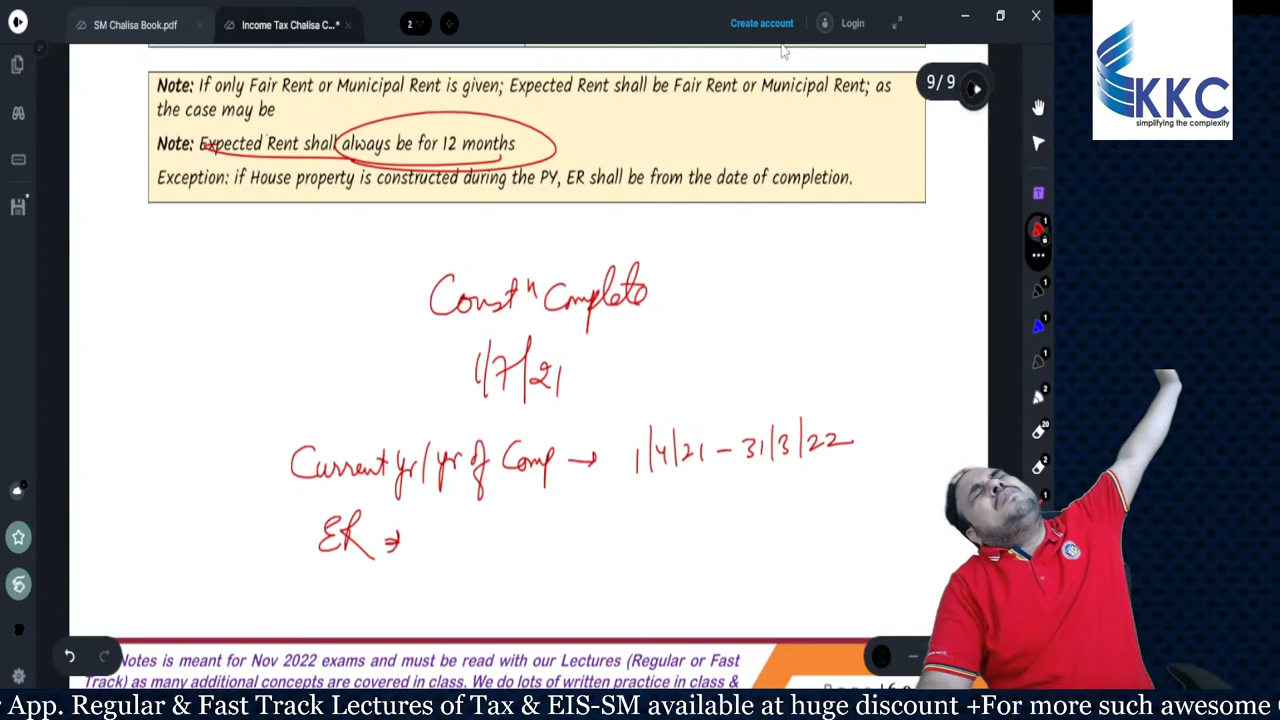 SM Chalisa Book.pdf
Income Tax Chalisa C...*
2
Create account
Login
KKC
simplifying the complexity
9/9
Note: If only Fair Rent or Municipal Rent is given; Expected Rent shall be Fair Rent or Municipal Rent; as
the case may be
Note: Expected Rent shall always be for 12 months
Exception: if House property is constructed during the PY, ER shall be from the date of completion.
Constⁿ Complete
1/7/21
Current yr/yr of Comp → 1/4/21 - 31/3/22
ER →
Notes is meant for Nov 2022 exams and must be read with our Lectures (Regular or Fast
Track) as many additional concepts are covered in class. We do lots of written practice in class &
App. Regular & Fast Track Lectures of Tax & EIS-SM available at huge discount +For more such awesome